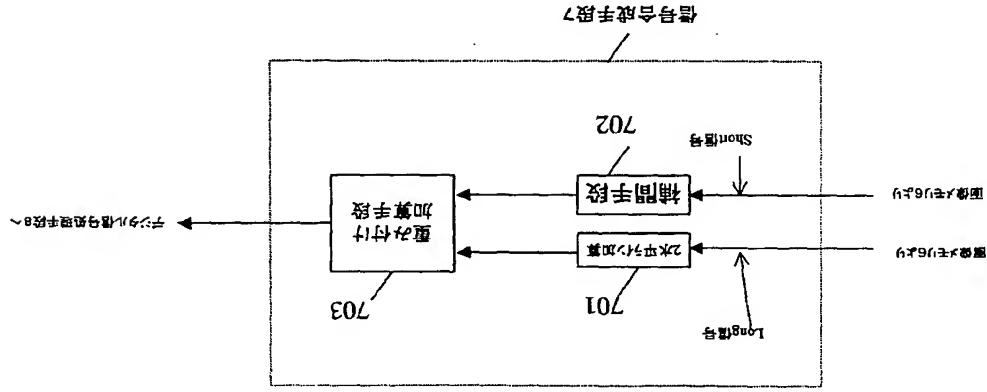 Long信号
701
703
画像メモリ6より
2水平ライン加算
重み付け
加算手段
デジタル信号処理手段8へ
画像メモリ6より
補間手段
Short信号
702
信号合成手段7